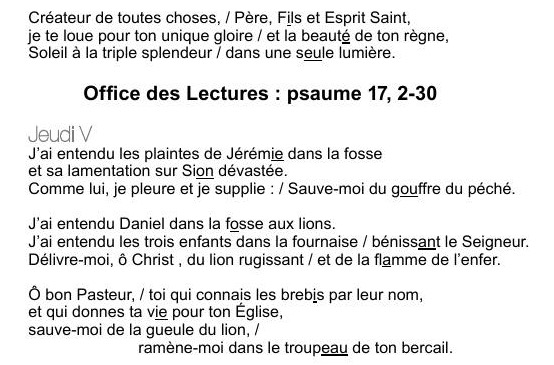 Créateur de toutes choses, / Père, Fils et Esprit Saint,
je te loue pour ton unique gloire / et la beauté de ton règne,
Soleil à la triple splendeur / dans une seule lumière.
Office des Lectures : psaume 17, 2-30
Jeudi V
J'ai entendu les plaintes de Jérémie dans la fosse
et sa lamentation sur Sion dévastée.
Comme lui, je pleure et je supplie : / Sauve-moi du gouffre du péché.
J'ai entendu Daniel dans la fosse aux lions.
J'ai entendu les trois enfants dans la fournaise / bénissant le Seigneur.
Délivre-moi, ô Christ , du lion rugissant / et de la flamme de l'enfer.
Ô bon Pasteur, / toi qui connais les brebis par leur nom,
et qui donnes ta vie pour ton Église,
sauve-moi de la gueule du lion, /
ramène-moi dans le troupeau de ton bercail.